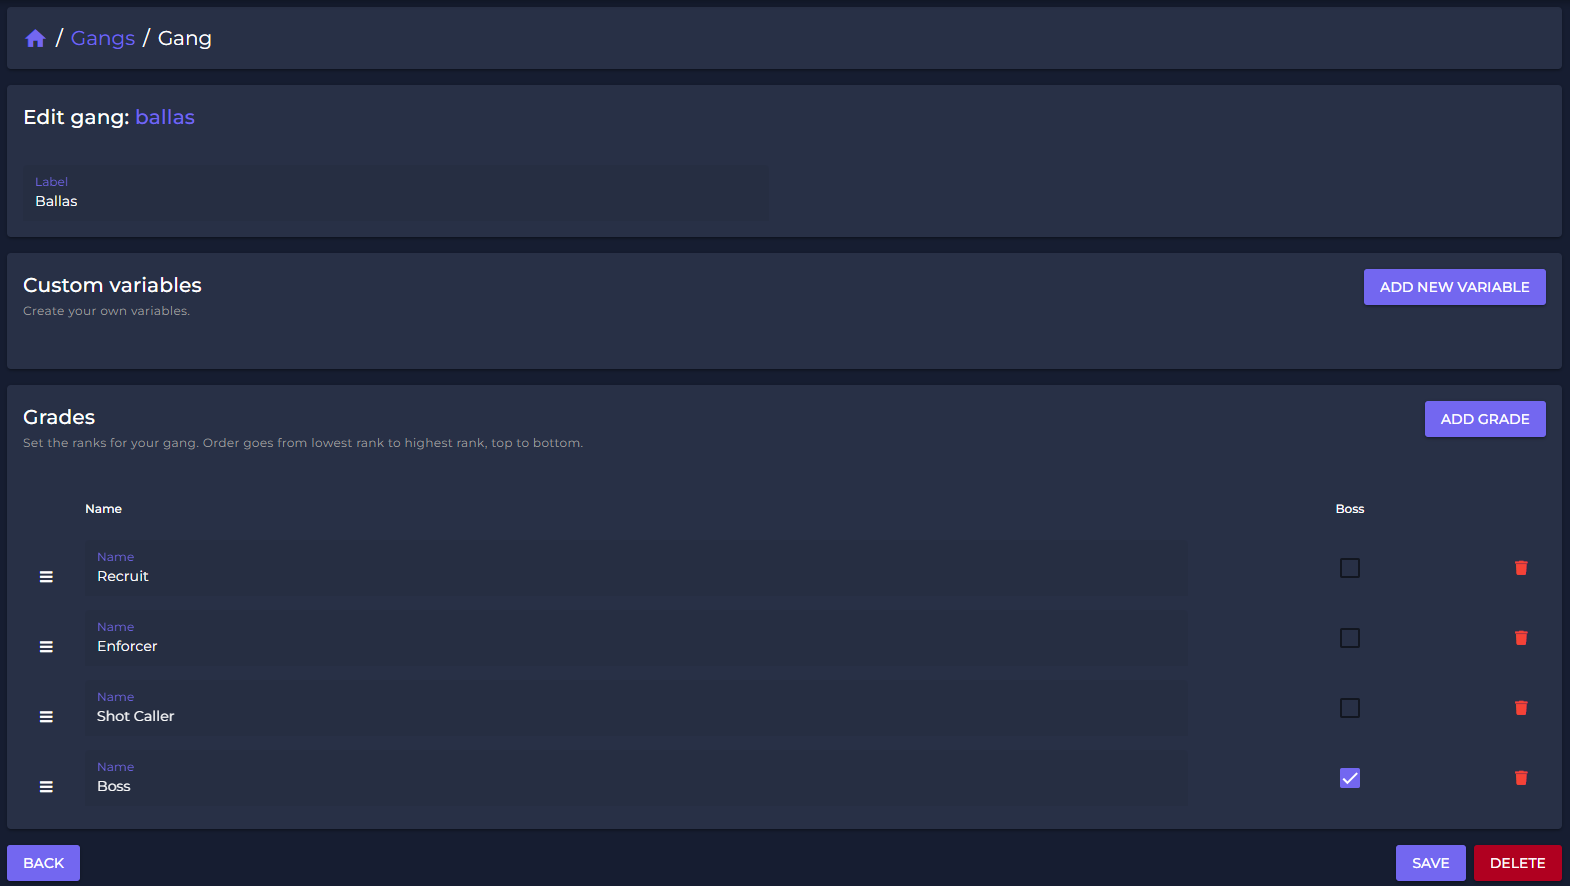 / Gangs / Gang
Edit gang: ballas
Label
Ballas
Custom variables
Create your own variables.
ADD NEW VARIABLE
Grades
Set the ranks for your gang. Order goes from lowest rank to highest rank, top to bottom.
ADD GRADE
Name Boss
Name
Recruit
Name
Enforcer
Name
Shot Caller
Name
Boss
BACK SAVE DELETE